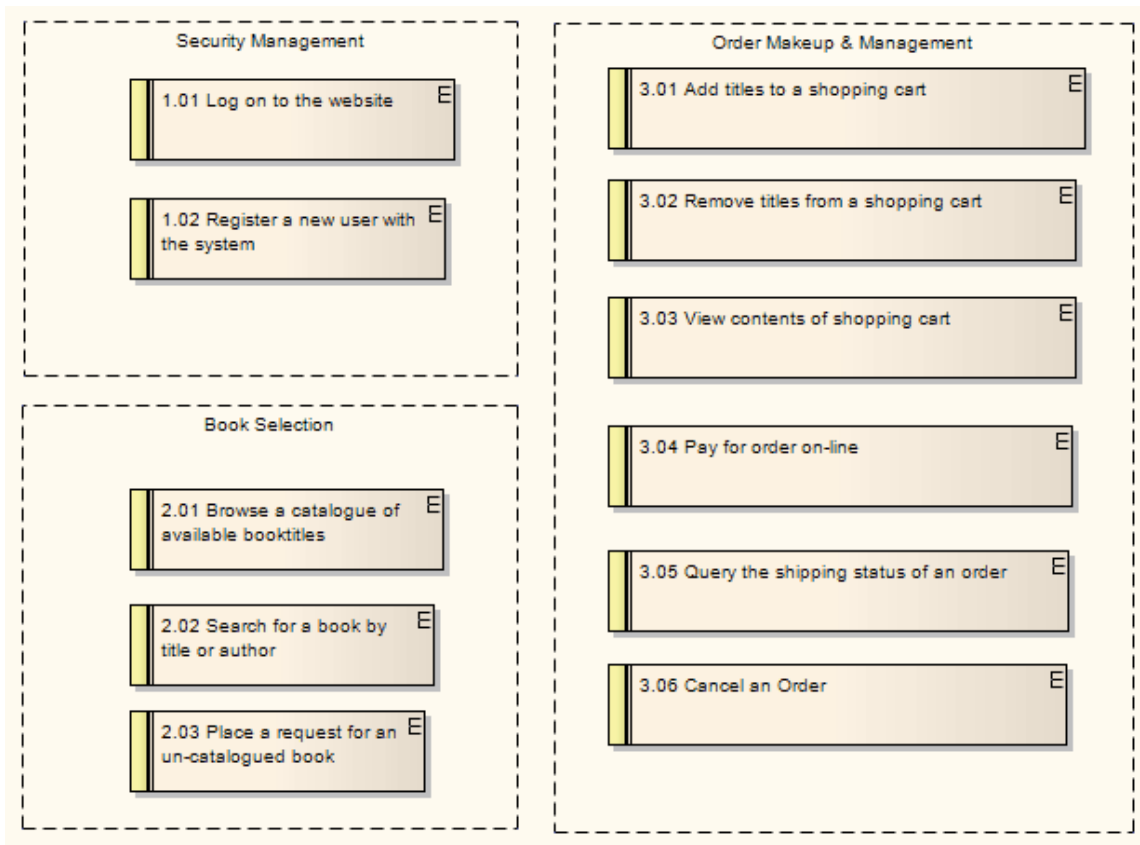 Security Management
1.01 Log on to the website
E
1.02 Register a new user with
the system
E
Book Selection
2.01 Browse a catalogue of
available booktitles
E
2.02 Search for a book by
title or author
E
2.03 Place a request for an
un-catalogued book
E
Order Makeup & Management
3.01 Add titles to a shopping cart
E
3.02 Remove titles from a shopping cart
E
3.03 View contents of shopping cart
E
3.04 Pay for order on-line
E
3.05 Query the shipping status of an order
E
3.06 Cancel an Order
E